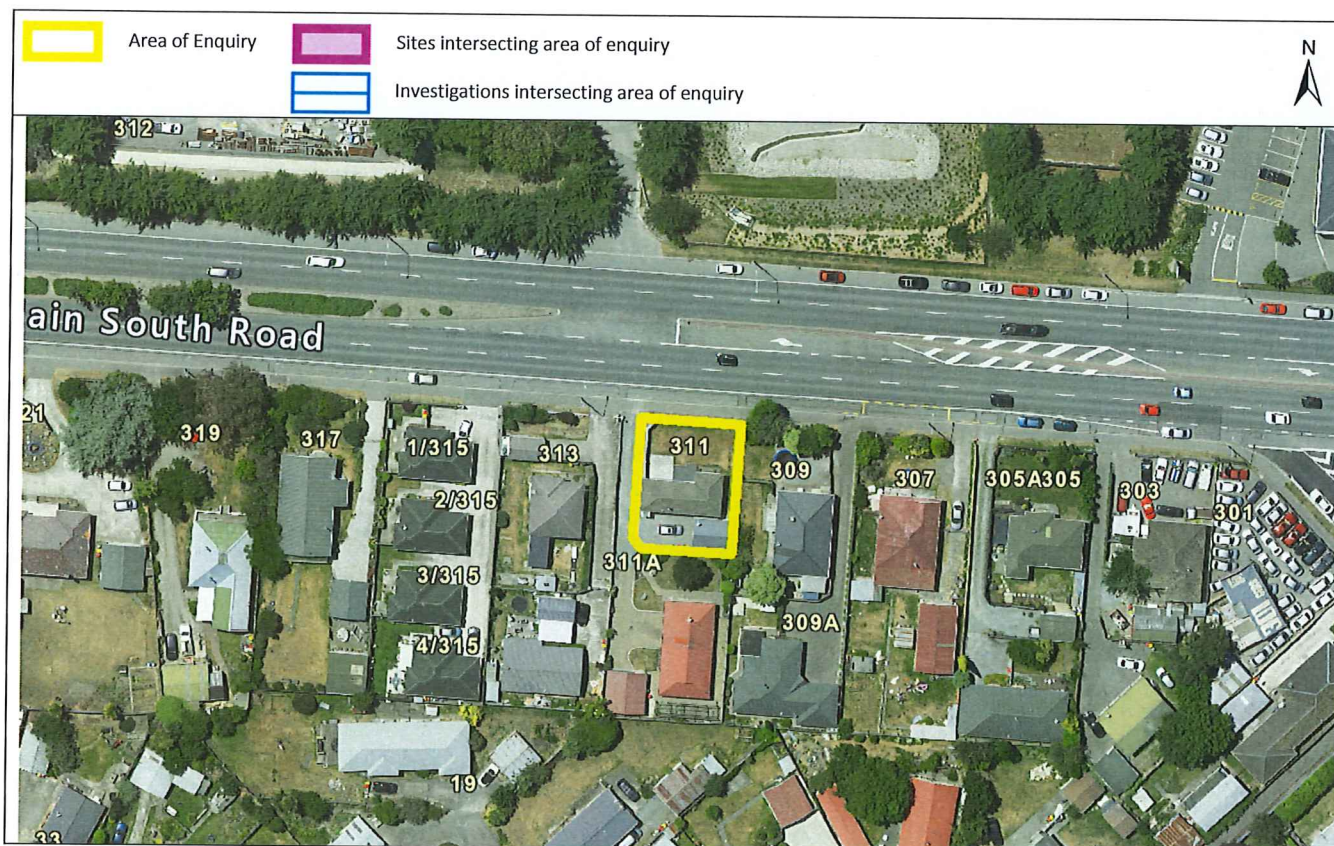 Area of Enquiry
Sites intersecting area of enquiry
Investigations intersecting area of enquiry
N
312
ain South Road
21
319
317
1/315
313
311
309
307
305A305
303
301
2/315
311A
3/315
309A
4/315
19
33